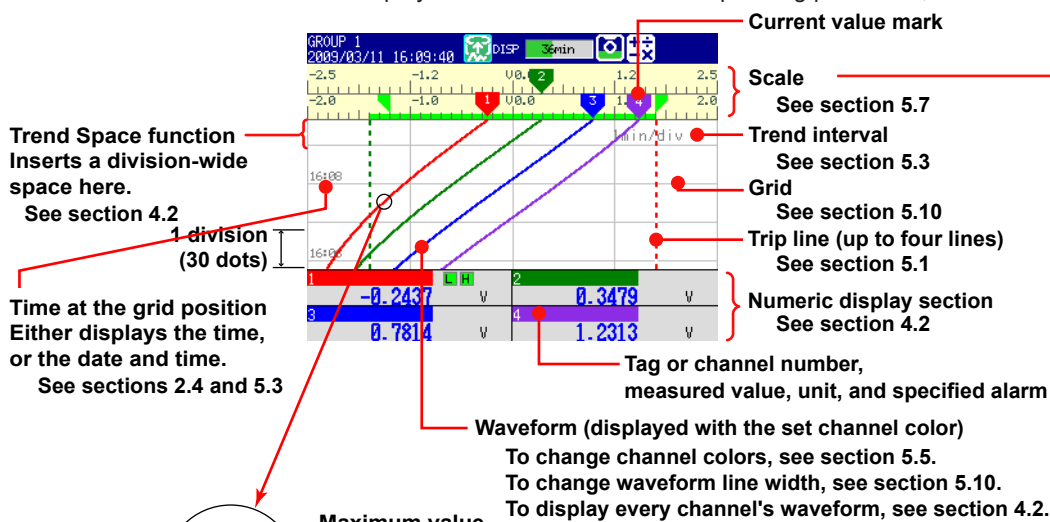 Current value mark
GROUP 1
2009/03/11 16:09:40
DISP
36min
-2.5 -1.2 V0. 2 1.2 2.5
-2.0 -1.0 1 V0.0 3 1. 4 2.0
Scale
See section 5.7
Trend Space function
Inserts a division-wide
space here.
See section 4.2
1min/div
Trend interval
See section 5.3
16:08
Grid
See section 5.10
1 division
(30 dots)
16:06
Trip line (up to four lines)
See section 5.1
1 L H 2
-0.2437 V 0.3479 V
3 4
0.7814 V 1.2313 V
Numeric display section
See section 4.2
Time at the grid position
Either displays the time,
or the date and time.
See sections 2.4 and 5.3
Tag or channel number,
measured value, unit, and specified alarm
Waveform (displayed with the set channel color)
To change channel colors, see section 5.5.
To change waveform line width, see section 5.10.
To display every channel's waveform, see section 4.2.
Maximum value